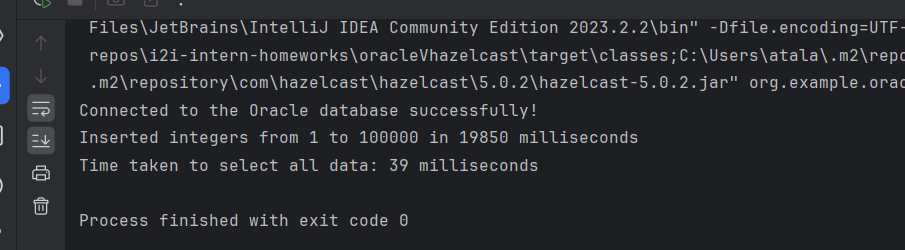 Files\JetBrains\IntelliJ IDEA Community Edition 2023.2.2\bin" -Dfile.encoding=UTF-
repos\i2i-intern-homeworks\oracleVhazelcast\target\classes;C:\Users\atala\.m2\repo
.m2\repository\com\hazelcast\hazelcast\5.0.2\hazelcast-5.0.2.jar" org.example.orac
Connected to the Oracle database successfully!
Inserted integers from 1 to 100000 in 19850 milliseconds
Time taken to select all data: 39 milliseconds
Process finished with exit code 0